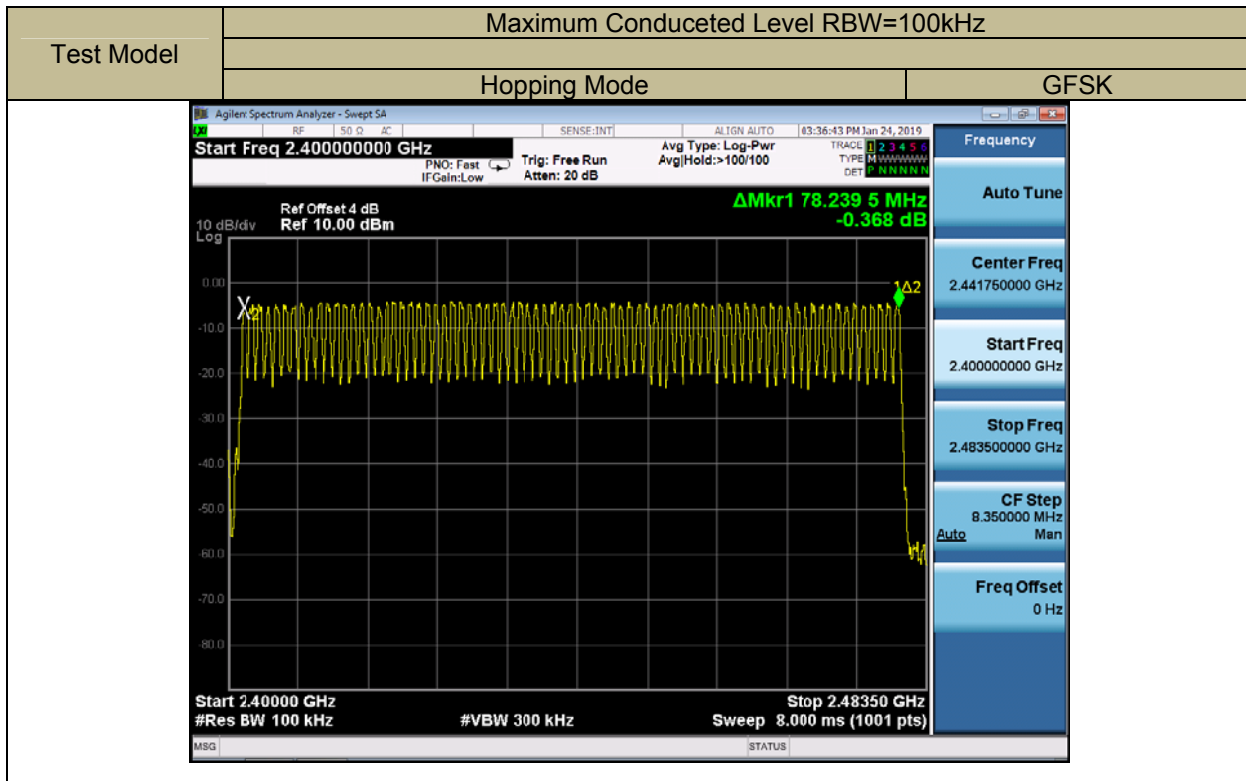 Test Model
Maximum Conduceted Level RBW=100kHz
Hopping Mode GFSK
Agilent Spectrum Analyzer - Swept SA
RF 50 Ω AC SENSE:INT ALIGN AUTO 03:36:43 PM Jan 24, 2019
Start Freq 2.400000000 GHz
PNO: Fast
IFGain:Low
Trig: Free Run
Atten: 20 dB
Avg Type: Log-Pwr
Avg|Hold:>100/100
TRACE 1 2 3 4 5 6
TYPE M WWWWW
DET P N N N N N
ΔMkr1 78.239 5 MHz
-0.368 dB
Ref Offset 4 dB
10 dB/div Ref 10.00 dBm
Log
0.00
-10.0
-20.0
-30.0
-40.0
-50.0
-60.0
-70.0
-80.0
X2
1Δ2
Start 2.40000 GHz Stop 2.48350 GHz
#Res BW 100 kHz #VBW 300 kHz Sweep 8.000 ms (1001 pts)
MSG STATUS
Frequency
Auto Tune
Center Freq
2.441750000 GHz
Start Freq
2.400000000 GHz
Stop Freq
2.483500000 GHz
CF Step
8.350000 MHz
Auto Man
Freq Offset
0 Hz